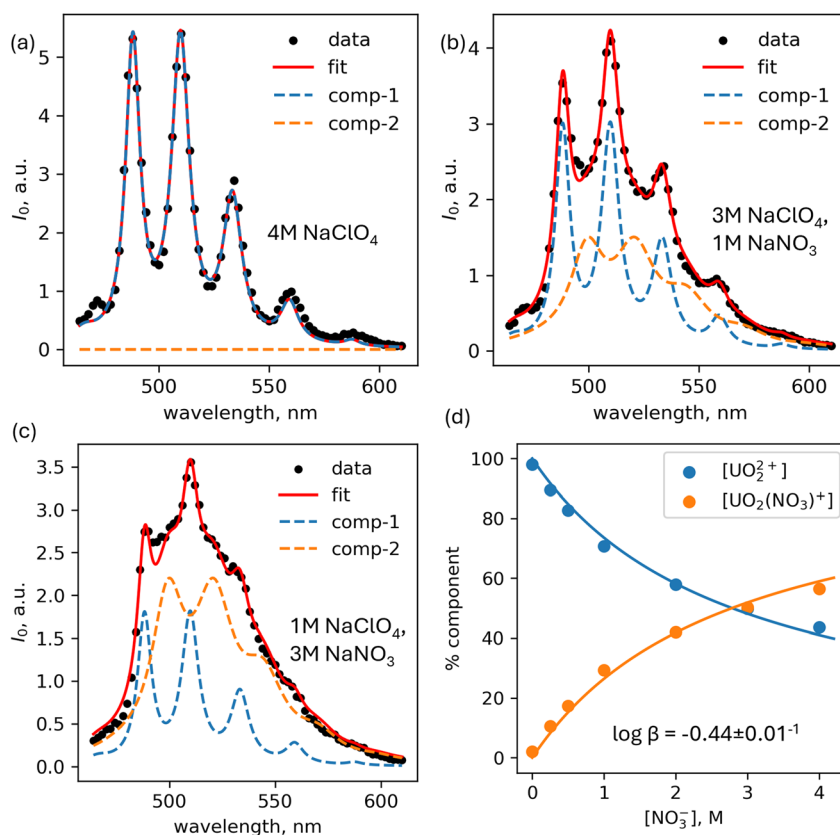 (a)
data
fit
comp-1
comp-2
4M NaClO₄
I₀, a.u.
5
4
3
2
1
0
500 550 600
wavelength, nm
(b)
data
fit
comp-1
comp-2
3M NaClO₄,
1M NaNO₃
I₀, a.u.
4
3
2
1
0
500 550 600
wavelength, nm
(c)
data
fit
comp-1
comp-2
1M NaClO₄,
3M NaNO₃
I₀, a.u.
3.5
3.0
2.5
2.0
1.5
1.0
0.5
0.0
500 550 600
wavelength, nm
(d)
[UO₂²⁺]
[UO₂(NO₃)⁺]
% component
100
80
60
40
20
0
log β = -0.44±0.01⁻¹
0 1 2 3 4
[NO₃⁻], M